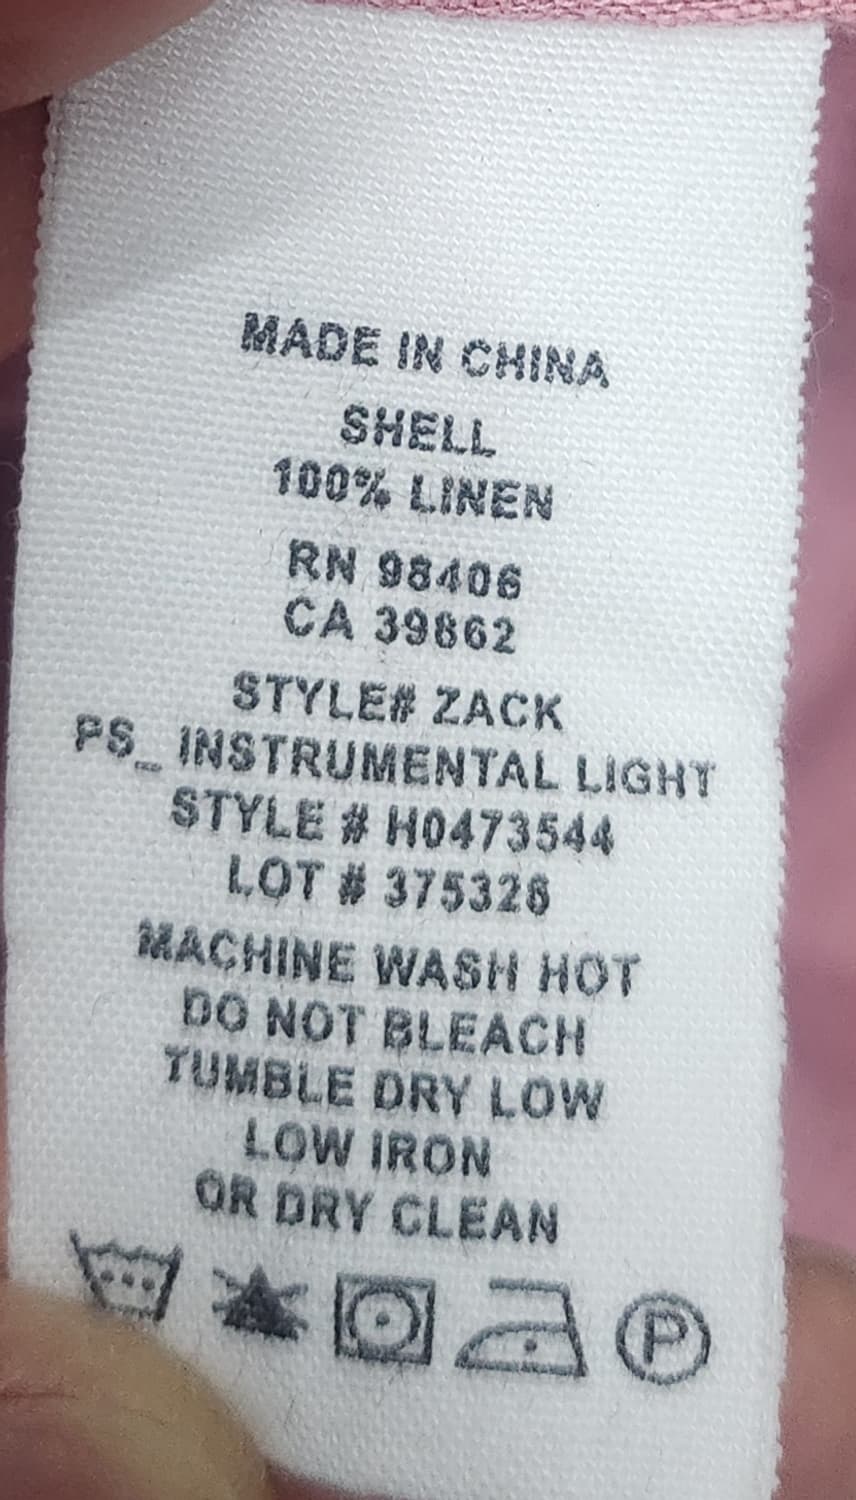 MADE IN CHINA
SHELL
100% LINEN
RN 98406
CA 39862
STYLE# ZACK
PS_ INSTRUMENTAL LIGHT
STYLE # H0473544
LOT # 375326
MACHINE WASH HOT
DO NOT BLEACH
TUMBLE DRY LOW
LOW IRON
OR DRY CLEAN
P